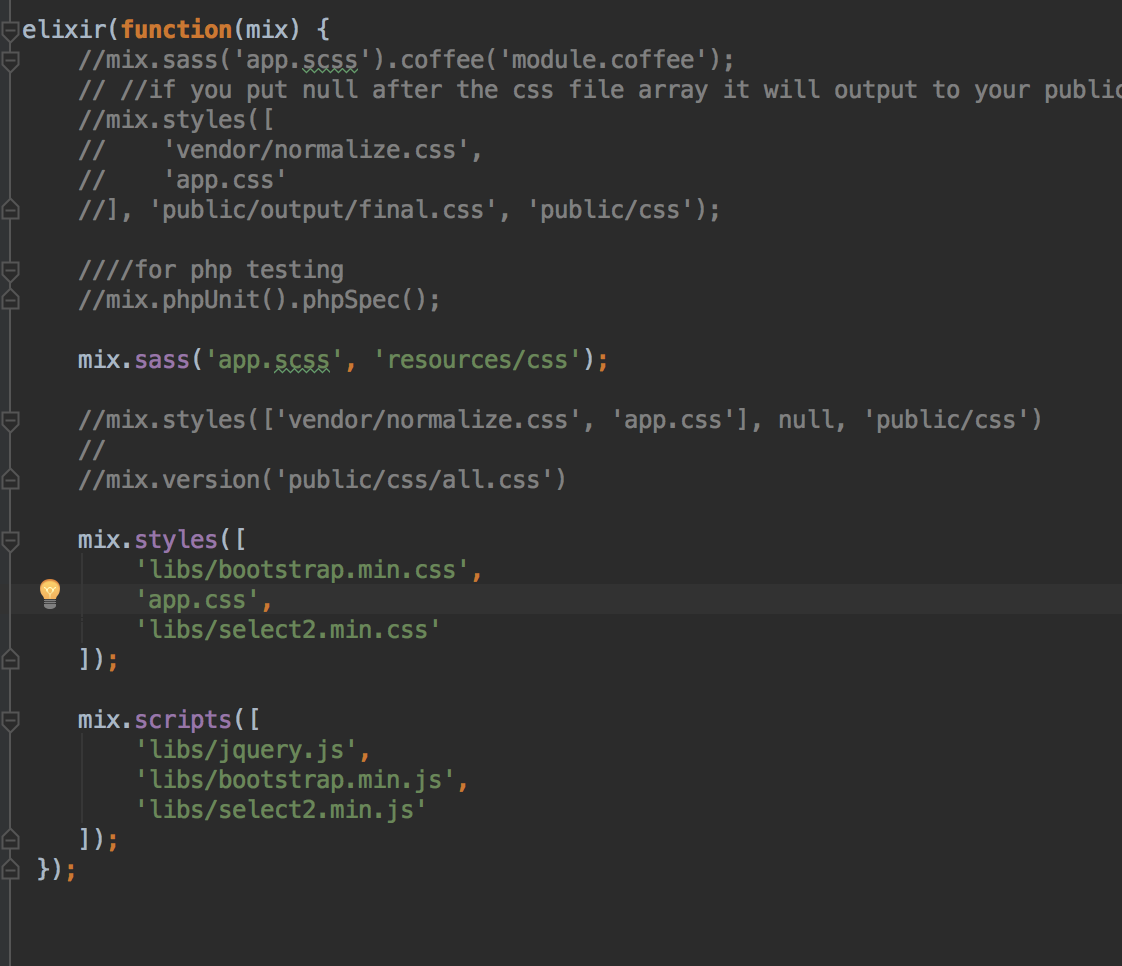 elixir(function(mix) {
    //mix.sass('app.scss').coffee('module.coffee');
    // //if you put null after the css file array it will output to your public
    //mix.styles([
    //    'vendor/normalize.css',
    //    'app.css'
    //], 'public/output/final.css', 'public/css');
    ////for php testing
    //mix.phpUnit().phpSpec();
    mix.sass('app.scss', 'resources/css');
    //mix.styles(['vendor/normalize.css', 'app.css'], null, 'public/css')
    //
    //mix.version('public/css/all.css')
    mix.styles([
        'libs/bootstrap.min.css',
        'app.css',
        'libs/select2.min.css'
    ]);
    mix.scripts([
        'libs/jquery.js',
        'libs/bootstrap.min.js',
        'libs/select2.min.js'
    ]);
});